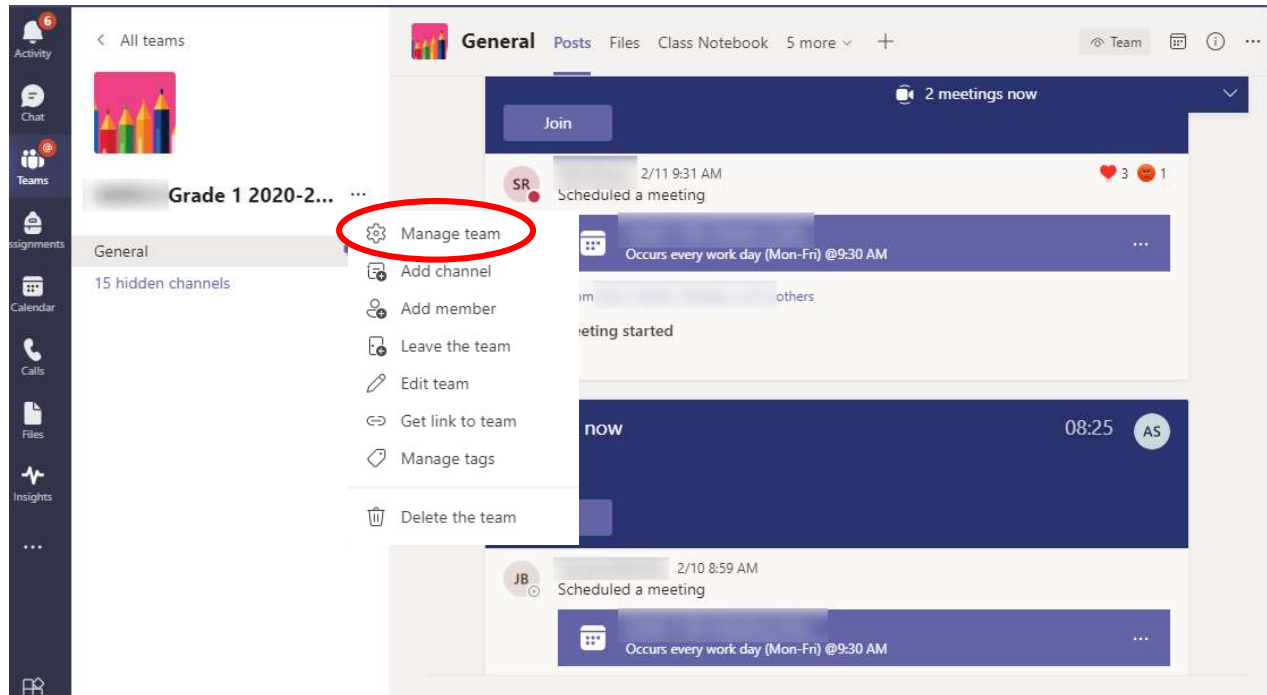 6
Activity
Chat
@
Teams
ssignments
Calendar
Calls
Files
Insights
...
< All teams
Grade 1 2020-2... ...
General
15 hidden channels
Manage team
Add channel
Add member
Leave the team
Edit team
Get link to team
Manage tags
Delete the team
General Posts Files Class Notebook 5 more +
Team ...
2 meetings now
Join
SR 2/11 9:31 AM 3 1
Scheduled a meeting
Occurs every work day (Mon-Fri) @9:30 AM ...
om others
eeting started
now 08:25 AS
JB 2/10 8:59 AM
Scheduled a meeting
Occurs every work day (Mon-Fri) @9:30 AM ...